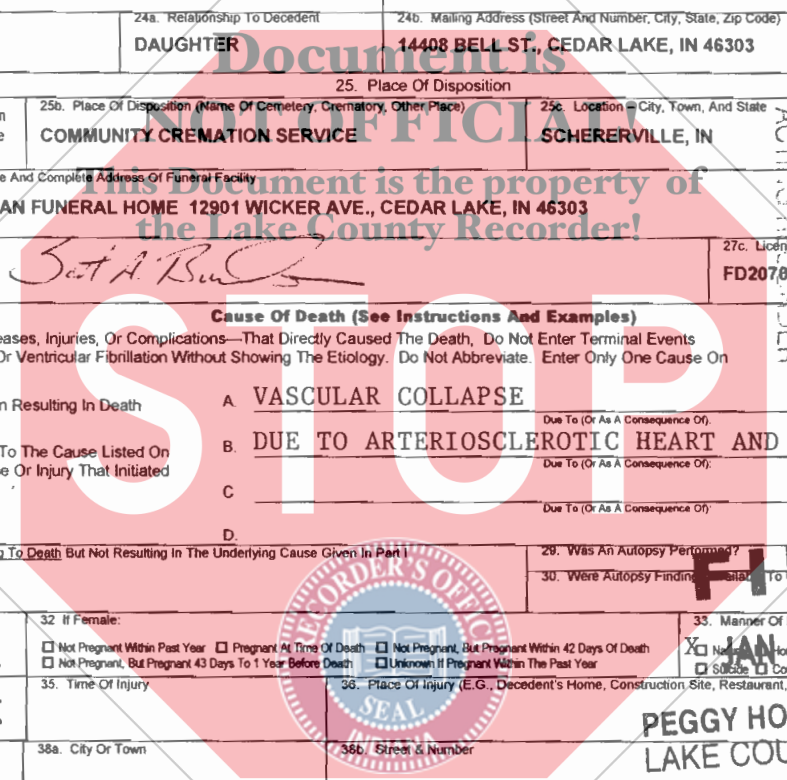 24a. Relationship To Decedent 24b. Mailing Address (Street And Number, City, State, Zip Code)
DAUGHTER 14408 BELL ST., CEDAR LAKE, IN 46303
Document is
25. Place Of Disposition
25b. Place Of Disposition (Name Of Cemetery, Crematory, Other Place) 25c. Location – City, Town, And State
NOT OFFICIAL!
COMMUNITY CREMATION SERVICE SCHERERVILLE, IN
e And Complete Address Of Funeral Facility
This Document is the property of
AN FUNERAL HOME 12901 WICKER AVE., CEDAR LAKE, IN 46303
the Lake County Recorder!
27c. Licen
FD2078
STOP
Cause Of Death (See Instructions And Examples)
eases, Injuries, Or Complications—That Directly Caused The Death, Do Not Enter Terminal Events
Or Ventricular Fibrillation Without Showing The Etiology. Do Not Abbreviate. Enter Only One Cause On
n Resulting In Death A. VASCULAR COLLAPSE
Due To (Or As A Consequence Of).
To The Cause Listed On B. DUE TO ARTERIOSCLEROTIC HEART AND
e Or Injury That Initiated Due To (Or As A Consequence Of):
C
Due To (Or As A Consequence Of)
D.
g To Death But Not Resulting In The Underlying Cause Given In Part I 29. Was An Autopsy Performed?
30. Were Autopsy Finding To
FI
RECORDER'S OFFICE
32 If Female: 33. Manner Of
☐ Not Pregnant Within Past Year ☐ Pregnant At Time Of Death ☐ Not Pregnant, But Pregnant Within 42 Days Of Death X
☐ Not Pregnant, But Pregnant 43 Days To 1 Year Before Death ☐ Unknown If Pregnant Within The Past Year ☐ Suicide ☐ Co
JAN
35. Time Of Injury 36. Place Of Injury (E.G., Decedent's Home, Construction Site, Restaurant,
SEAL
INDIANA
PEGGY HO
38a. City Or Town 38b. Street & Number
LAKE COU